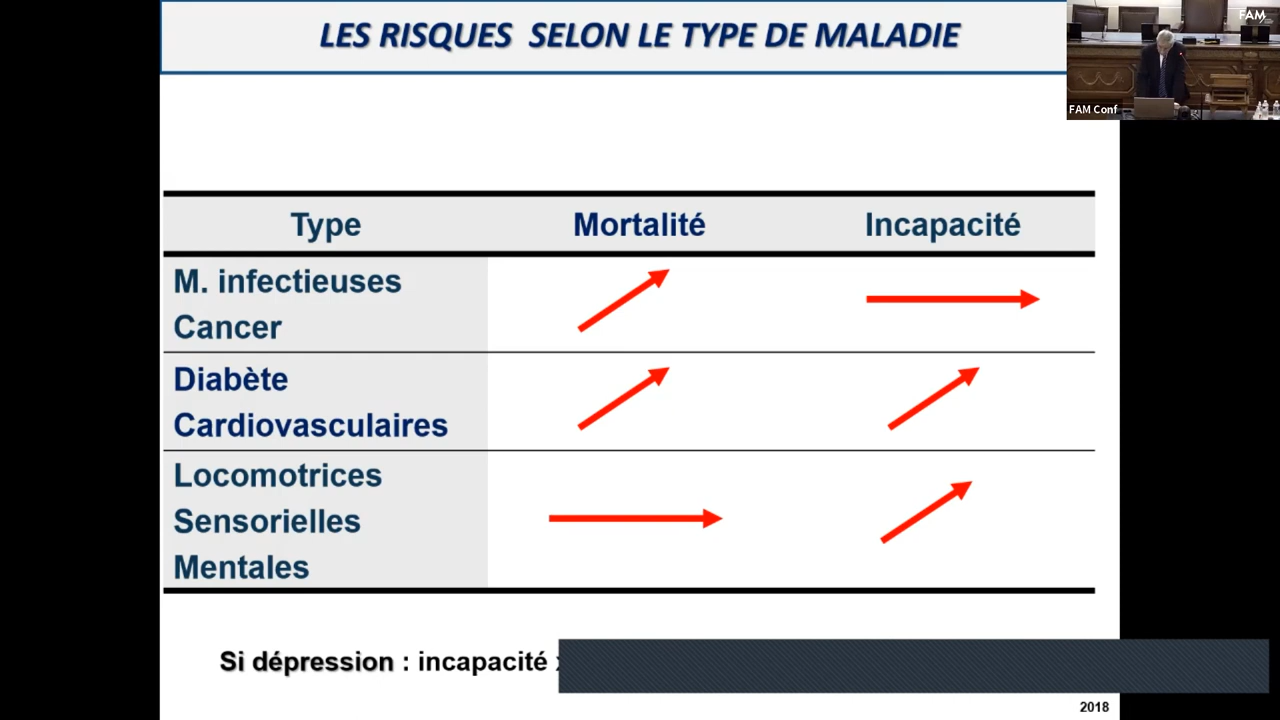 LES RISQUES SELON LE TYPE DE MALADIE
FAM
FAM Conf
Type Mortalité Incapacité
M. infectieuses
Cancer
Diabète
Cardiovasculaires
Locomotrices
Sensorielles
Mentales
Si dépression : incapacité
2018